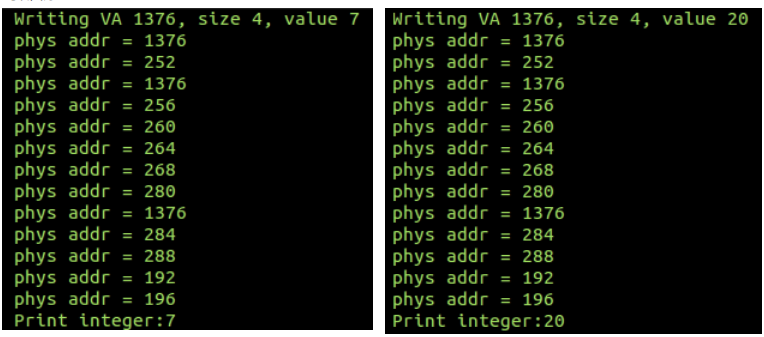 Writing VA 1376, size 4, value 7
phys addr = 1376
phys addr = 252
phys addr = 1376
phys addr = 256
phys addr = 260
phys addr = 264
phys addr = 268
phys addr = 280
phys addr = 1376
phys addr = 284
phys addr = 288
phys addr = 192
phys addr = 196
Print integer:7
Writing VA 1376, size 4, value 20
phys addr = 1376
phys addr = 252
phys addr = 1376
phys addr = 256
phys addr = 260
phys addr = 264
phys addr = 268
phys addr = 280
phys addr = 1376
phys addr = 284
phys addr = 288
phys addr = 192
phys addr = 196
Print integer:20